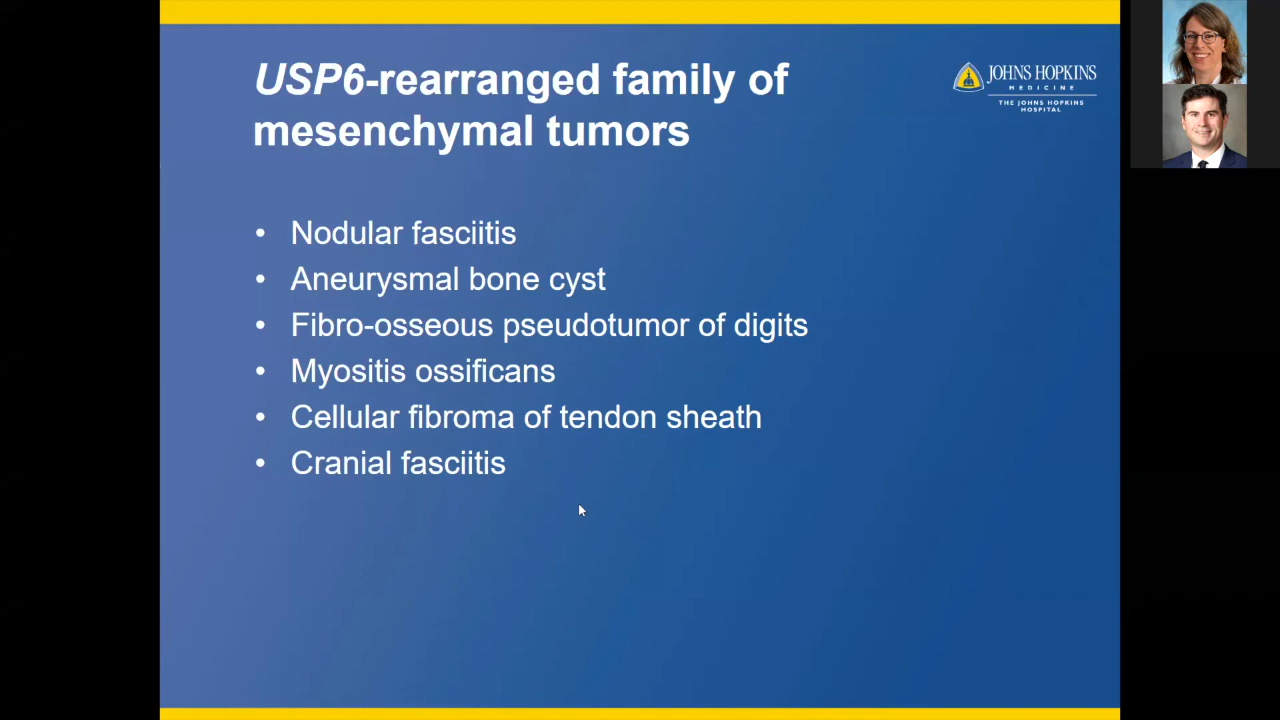 USP6-rearranged family of
mesenchymal tumors
JOHNS HOPKINS
MEDICINE
THE JOHNS HOPKINS
HOSPITAL
• Nodular fasciitis
• Aneurysmal bone cyst
• Fibro-osseous pseudotumor of digits
• Myositis ossificans
• Cellular fibroma of tendon sheath
• Cranial fasciitis